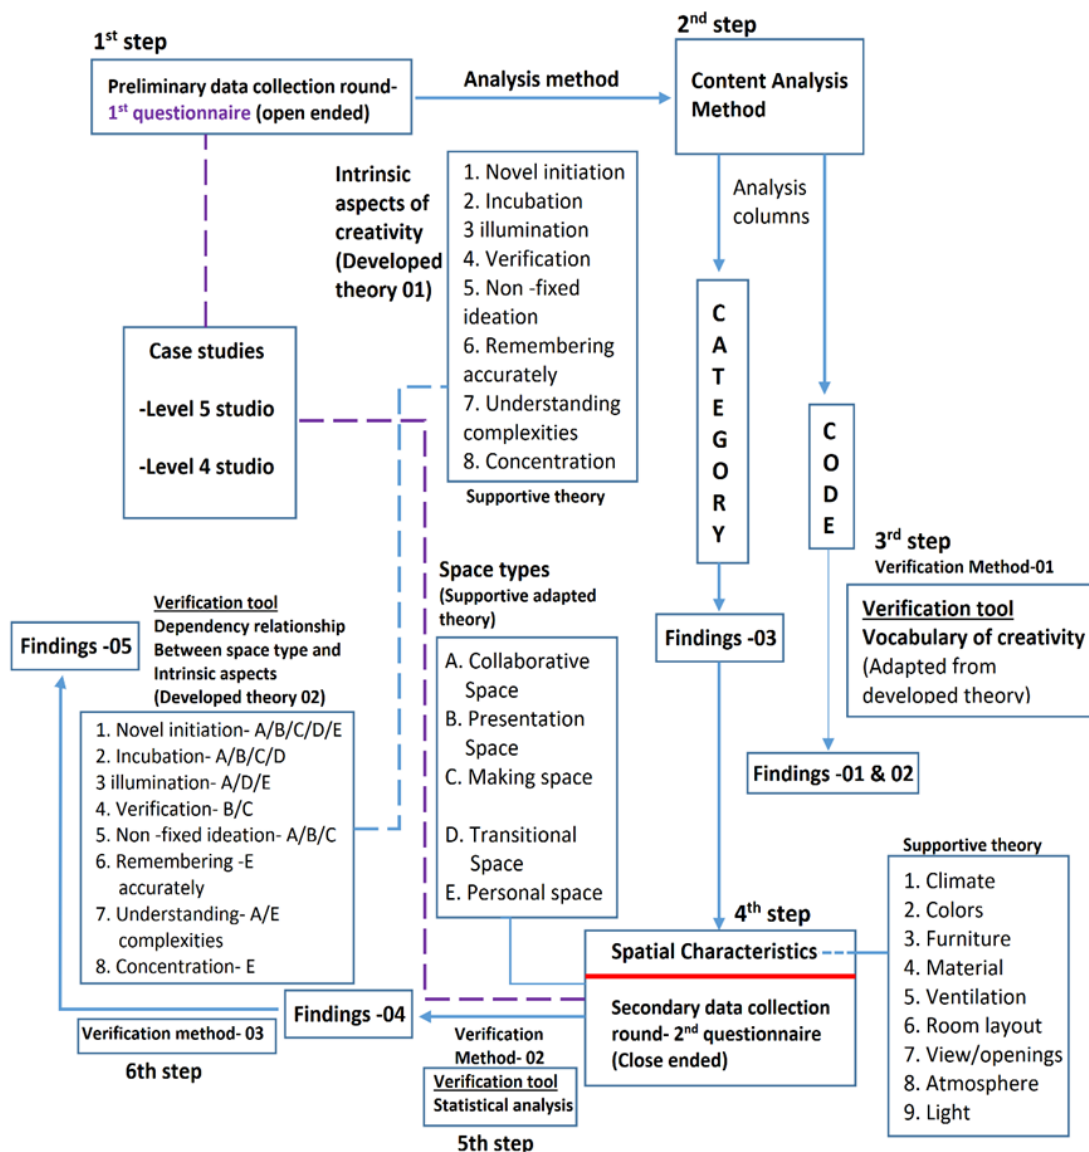 1st step
Preliminary data collection round-
1st questionnaire (open ended)
Analysis method
2nd step
Content Analysis
Method
Analysis
columns
Intrinsic
aspects of
creativity
(Developed
theory 01)
1. Novel initiation
2. Incubation
3 illumination
4. Verification
5. Non -fixed
ideation
6. Remembering
accurately
7. Understanding
complexities
8. Concentration
Supportive theory
Case studies
-Level 5 studio
-Level 4 studio
CATEGORY
CODE
3rd step
Verification Method-01
Verification tool
Vocabulary of creativity
(Adapted from
developed theory)
Findings -03
Findings -01 & 02
Space types
(Supportive adapted
theory)
A. Collaborative
Space
B. Presentation
Space
C. Making space
D. Transitional
Space
E. Personal space
Findings -05
Verification tool
Dependency relationship
Between space type and
Intrinsic aspects
(Developed theory 02)
1. Novel initiation- A/B/C/D/E
2. Incubation- A/B/C/D
3 illumination- A/D/E
4. Verification- B/C
5. Non -fixed ideation- A/B/C
6. Remembering -E
accurately
7. Understanding- A/E
complexities
8. Concentration- E
4th step
Spatial Characteristics
Secondary data collection
round- 2nd questionnaire
(Close ended)
Supportive theory
1. Climate
2. Colors
3. Furniture
4. Material
5. Ventilation
6. Room layout
7. View/openings
8. Atmosphere
9. Light
Findings -04
Verification
Method- 02
Verification tool
Statistical analysis
5th step
Verification method- 03
6th step